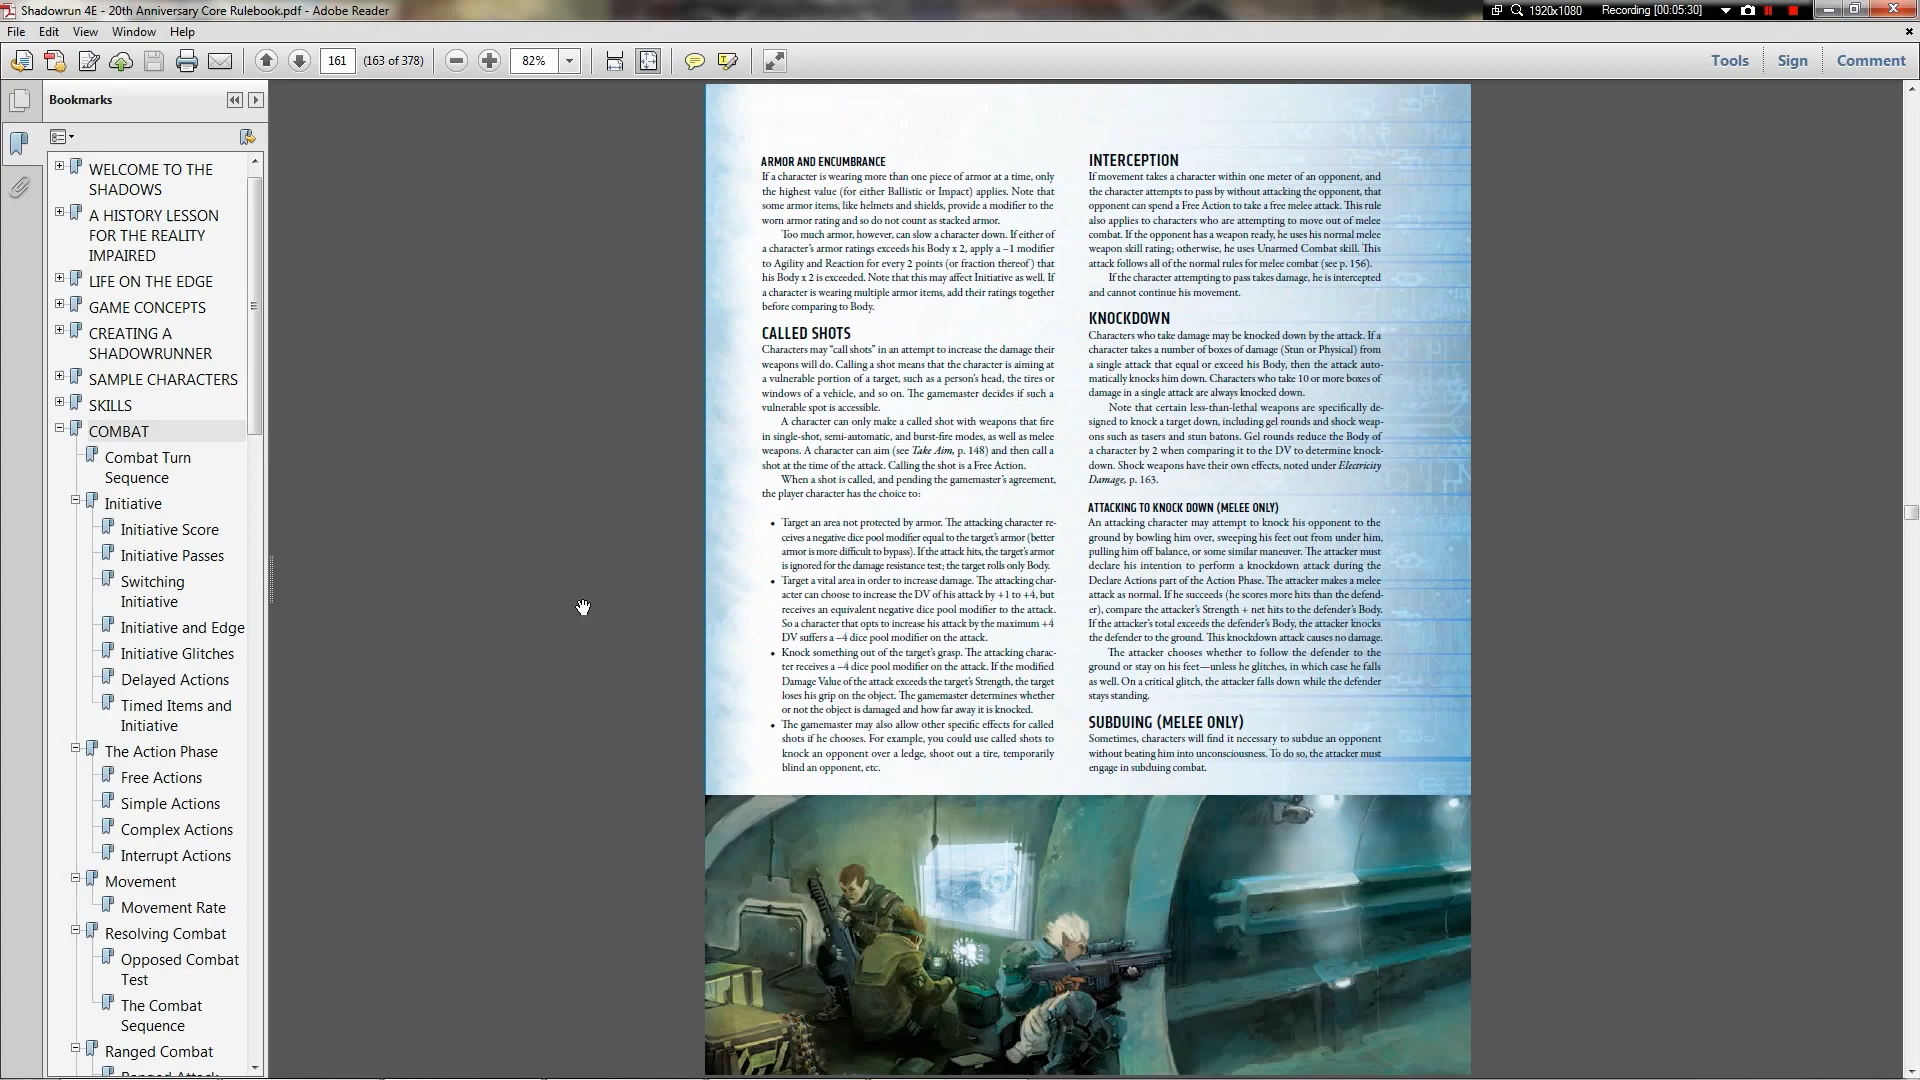 Shadowrun 4E - 20th Anniversary Core Rulebook.pdf - Adobe Reader
1920x1080 Recording [00:05:30]
File Edit View Window Help
161 (163 of 378) 82% Tools Sign Comment
Bookmarks
WELCOME TO THE
SHADOWS
A HISTORY LESSON
FOR THE REALITY
IMPAIRED
LIFE ON THE EDGE
GAME CONCEPTS
CREATING A
SHADOWRUNNER
SAMPLE CHARACTERS
SKILLS
COMBAT
Combat Turn
Sequence
Initiative
Initiative Score
Initiative Passes
Switching
Initiative
Initiative and Edge
Initiative Glitches
Delayed Actions
Timed Items and
Initiative
The Action Phase
Free Actions
Simple Actions
Complex Actions
Interrupt Actions
Movement
Movement Rate
Resolving Combat
Opposed Combat
Test
The Combat
Sequence
Ranged Combat
Ranged Attack
ARMOR AND ENCUMBRANCE
If a character is wearing more than one piece of armor at a time, only
the highest value (for either Ballistic or Impact) applies. Note that
some armor items, like helmets and shields, provide a modifier to the
worn armor rating and so do not count as stacked armor.
Too much armor, however, can slow a character down. If either of
a character's armor ratings exceeds his Body x 2, apply a –1 modifier
to Agility and Reaction for every 2 points (or fraction thereof) that
his Body x 2 is exceeded. Note that this may affect Initiative as well. If
a character is wearing multiple armor items, add their ratings together
before comparing to Body.
CALLED SHOTS
Characters may “call shots” in an attempt to increase the damage their
weapons will do. Calling a shot means that the character is aiming at
a vulnerable portion of a target, such as a person's head, the tires or
windows of a vehicle, and so on. The gamemaster decides if such a
vulnerable spot is accessible.
A character can only make a called shot with weapons that fire
in single-shot, semi-automatic, and burst-fire modes, as well as melee
weapons. A character can aim (see Take Aim, p. 148) and then call a
shot at the time of the attack. Calling the shot is a Free Action.
When a shot is called, and pending the gamemaster's agreement,
the player character has the choice to:
• Target an area not protected by armor. The attacking character re-
ceives a negative dice pool modifier equal to the target's armor (better
armor is more difficult to bypass). If the attack hits, the target's armor
is ignored for the damage resistance test; the target rolls only Body.
• Target a vital area in order to increase damage. The attacking char-
acter can choose to increase the DV of his attack by +1 to +4, but
receives an equivalent negative dice pool modifier to the attack.
So a character that opts to increase his attack by the maximum +4
DV suffers a –4 dice pool modifier on the attack.
• Knock something out of the target's grasp. The attacking charac-
ter receives a –4 dice pool modifier on the attack. If the modified
Damage Value of the attack exceeds the target's Strength, the target
loses his grip on the object. The gamemaster determines whether
or not the object is damaged and how far away it is knocked.
• The gamemaster may also allow other specific effects for called
shots if he chooses. For example, you could use called shots to
knock an opponent over a ledge, shoot out a tire, temporarily
blind an opponent, etc.
INTERCEPTION
If movement takes a character within one meter of an opponent, and
the character attempts to pass by without attacking the opponent, that
opponent can spend a Free Action to take a free melee attack. This rule
also applies to characters who are attempting to move out of melee
combat. If the opponent has a weapon ready, he uses his normal melee
weapon skill rating; otherwise, he uses Unarmed Combat skill. This
attack follows all of the normal rules for melee combat (see p. 156).
If the character attempting to pass takes damage, he is intercepted
and cannot continue his movement.
KNOCKDOWN
Characters who take damage may be knocked down by the attack. If a
character takes a number of boxes of damage (Stun or Physical) from
a single attack that equal or exceed his Body, then the attack auto-
matically knocks him down. Characters who take 10 or more boxes of
damage in a single attack are always knocked down.
Note that certain less-than-lethal weapons are specifically de-
signed to knock a target down, including gel rounds and shock weap-
ons such as tasers and stun batons. Gel rounds reduce the Body of
a character by 2 when comparing it to the DV to determine knock-
down. Shock weapons have their own effects, noted under Electricity
Damage, p. 163.
ATTACKING TO KNOCK DOWN (MELEE ONLY)
An attacking character may attempt to knock his opponent to the
ground by bowling him over, sweeping his feet out from under him,
pulling him off balance, or some similar maneuver. The attacker must
declare his intention to perform a knockdown attack during the
Declare Actions part of the Action Phase. The attacker makes a melee
attack as normal. If he succeeds (he scores more hits than the defend-
er), compare the attacker's Strength + net hits to the defender's Body.
If the attacker's total exceeds the defender's Body, the attacker knocks
the defender to the ground. This knockdown attack causes no damage.
The attacker chooses whether to follow the defender to the
ground or stay on his feet—unless he glitches, in which case he falls
as well. On a critical glitch, the attacker falls down while the defender
stays standing.
SUBDUING (MELEE ONLY)
Sometimes, characters will find it necessary to subdue an opponent
without beating him into unconsciousness. To do so, the attacker must
engage in subduing combat.